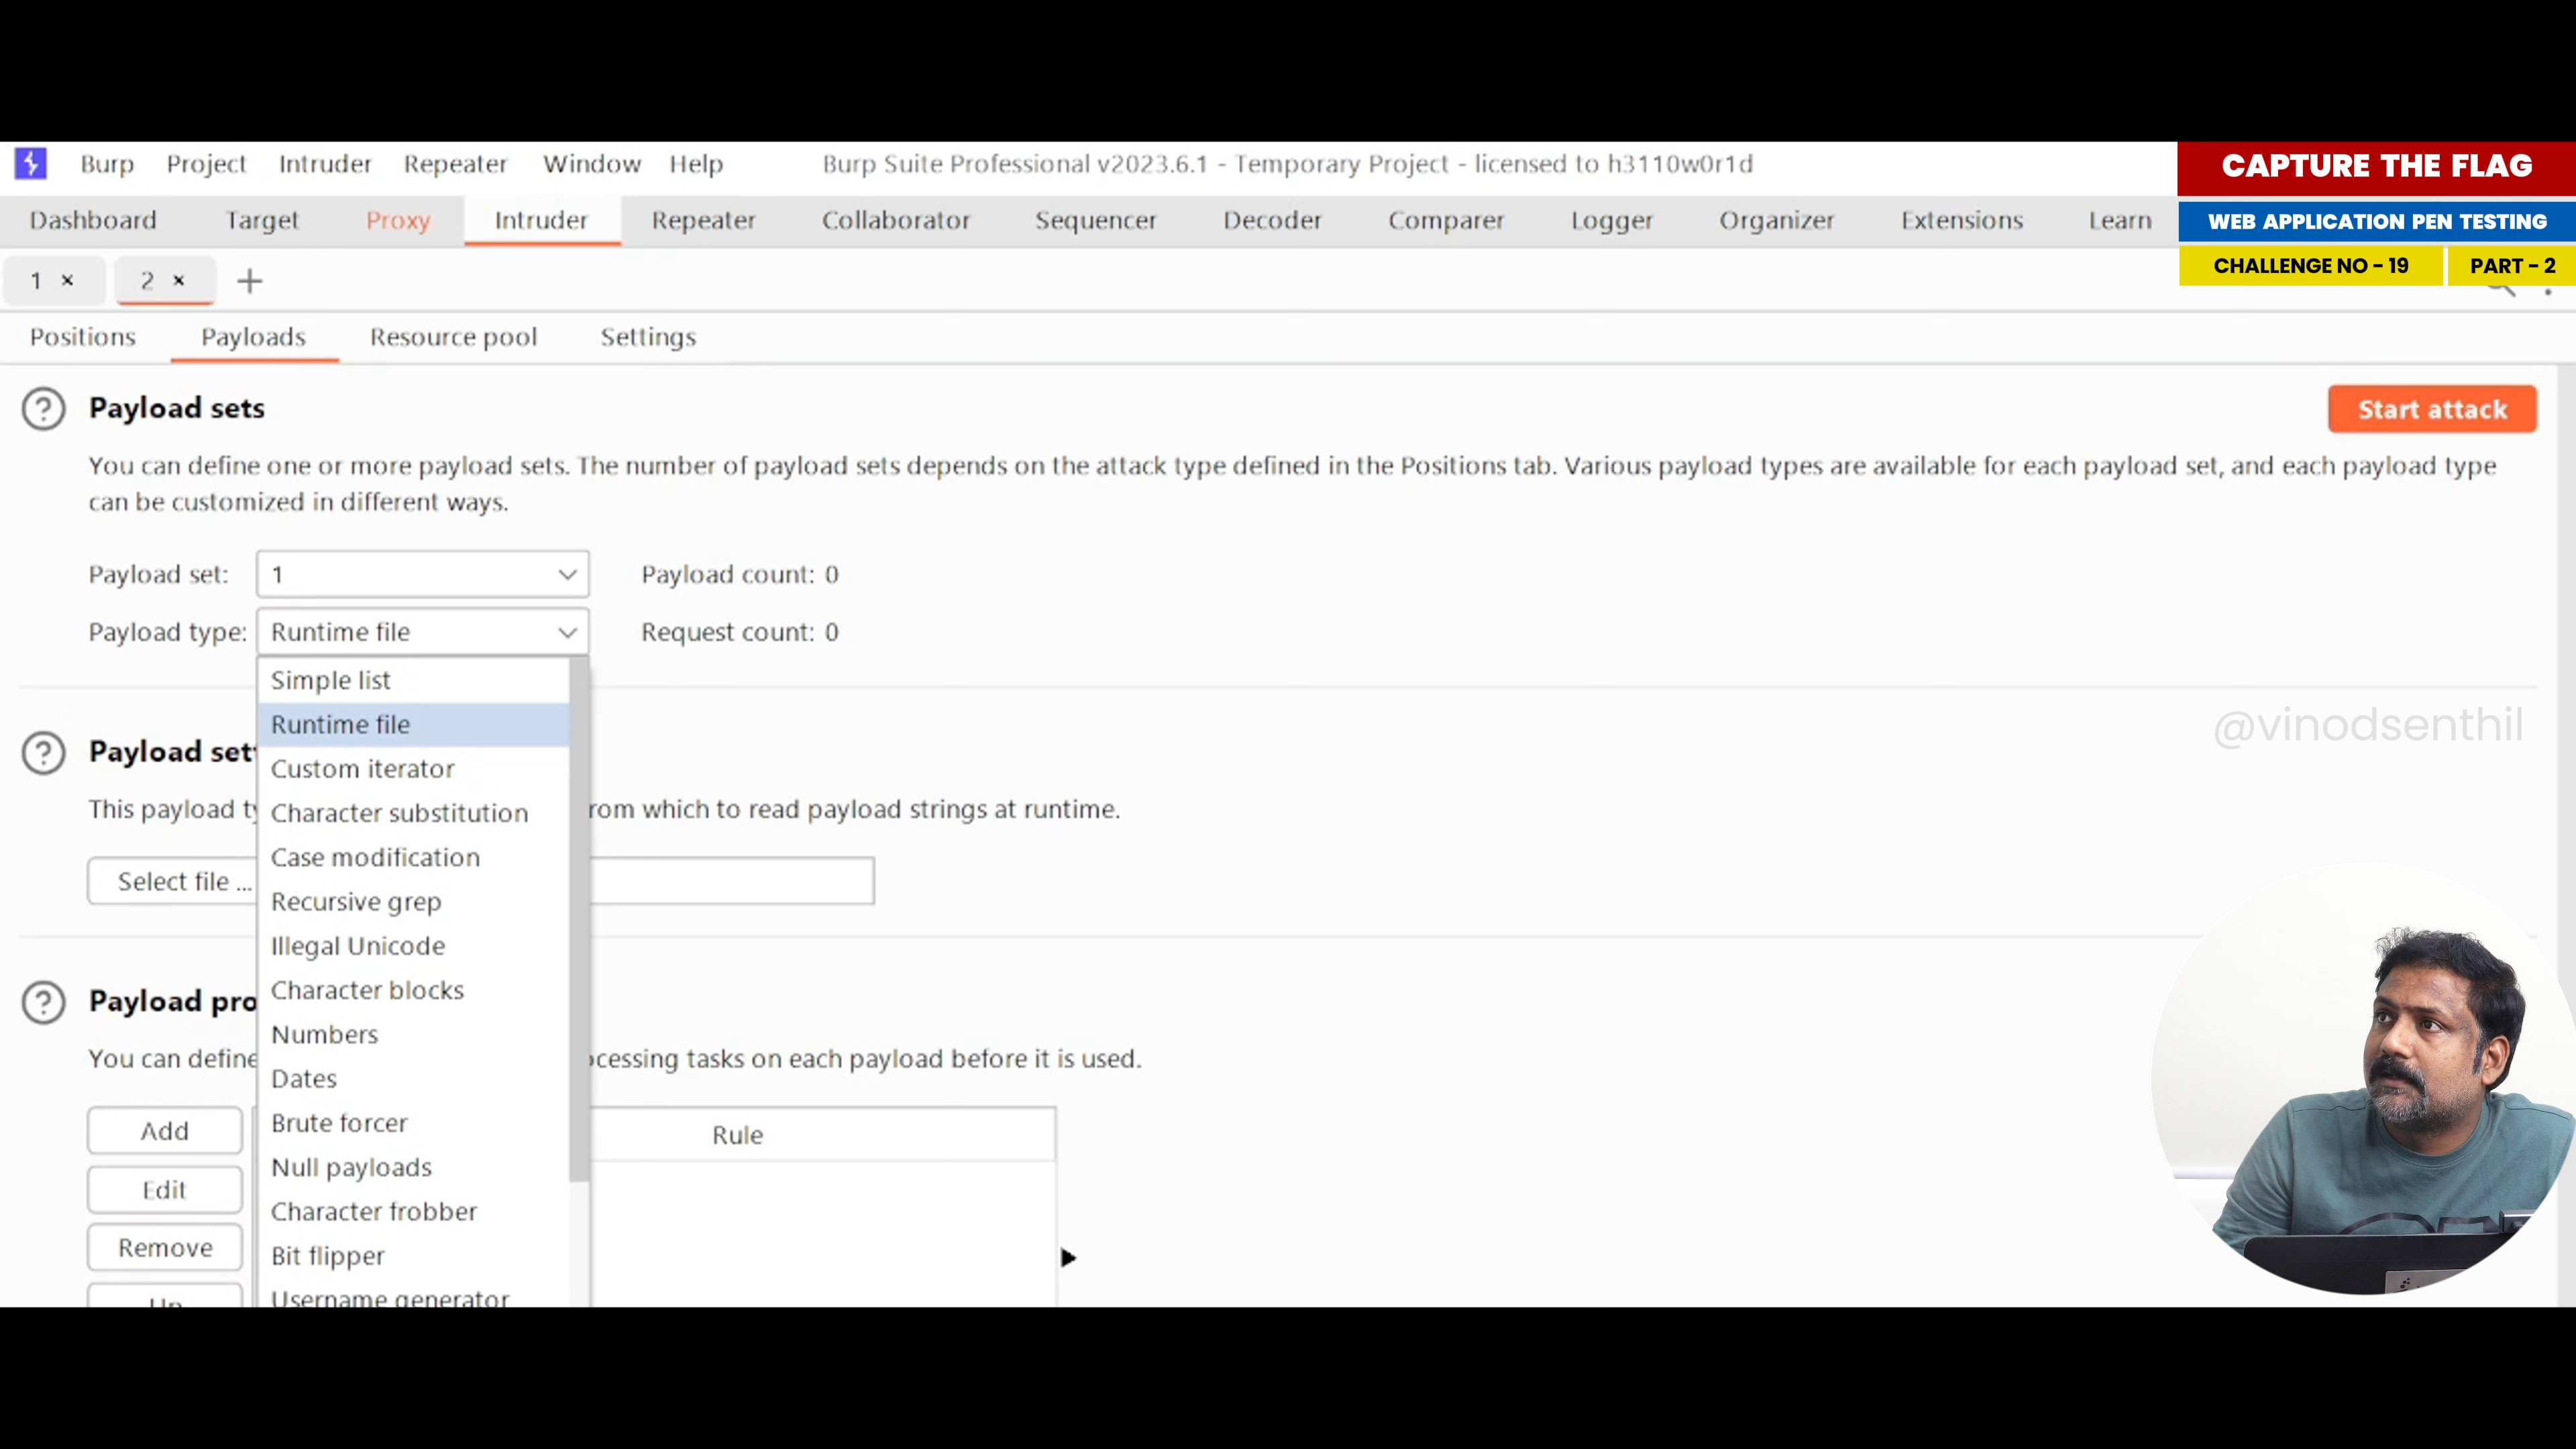 Burp Project Intruder Repeater Window Help Burp Suite Professional v2023.6.1 - Temporary Project - licensed to h3110w0r1d
CAPTURE THE FLAG
Dashboard Target Proxy Intruder Repeater Collaborator Sequencer Decoder Comparer Logger Organizer Extensions Learn
WEB APPLICATION PEN TESTING
CHALLENGE NO - 19 PART - 2
1 × 2 × +
Positions Payloads Resource pool Settings
? Payload sets
Start attack
You can define one or more payload sets. The number of payload sets depends on the attack type defined in the Positions tab. Various payload types are available for each payload set, and each payload type
can be customized in different ways.
Payload set: 1 Payload count: 0
Payload type: Runtime file Request count: 0
Simple list
Runtime file
@vinodsenthil
? Payload set
Custom iterator
This payload ty Character substitution rom which to read payload strings at runtime.
Case modification
Select file ...
Recursive grep
Illegal Unicode
Character blocks
? Payload pro
Numbers
You can define ocessing tasks on each payload before it is used.
Dates
Add Brute forcer Rule
Null payloads
Edit
Character frobber
Remove Bit flipper
Up Username generator